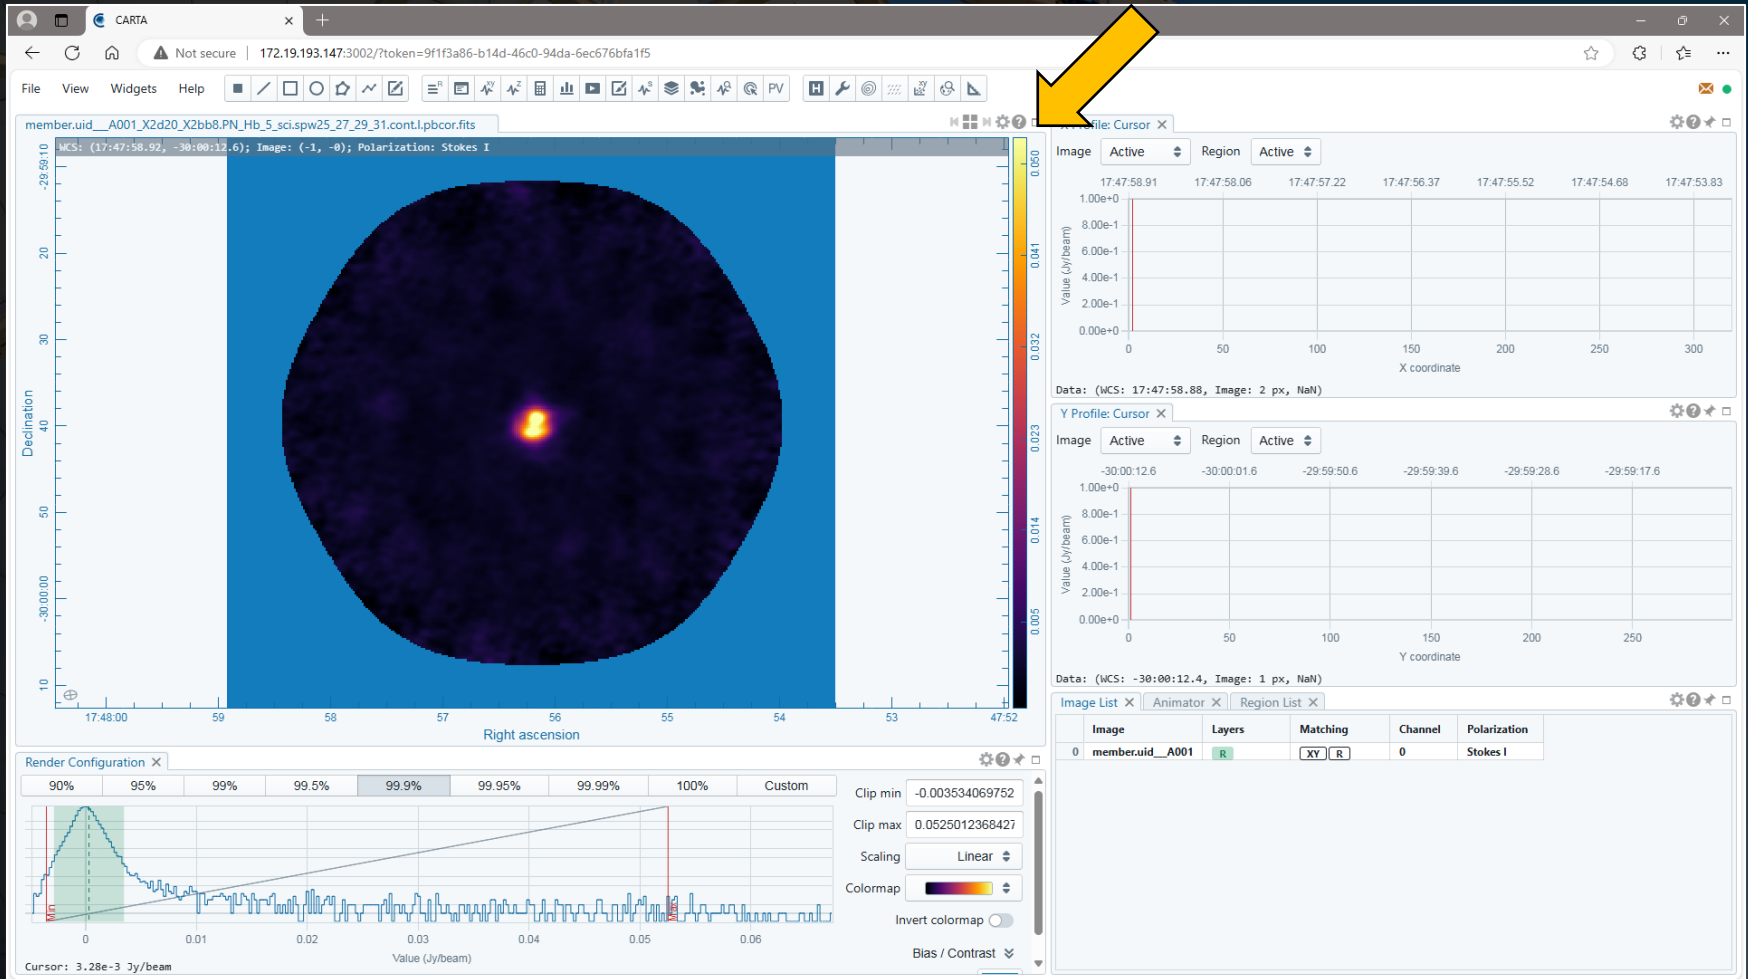 CARTA
Not secure 172.19.193.147:3002/?token=9f1f3a86-b14d-46c0-94da-6ec676bfa1f5
File View Widgets Help
PV
H
member.uid___A001_X2d20_X2bb8.PN_Hb_5_sci.spw25_27_29_31.cont.I.pbcor.fits
WCS: (17:47:58.92, -30:00:12.6); Image: (-1, -0); Polarization: Stokes I
-29:59:10
20
30
40
50
-30:00:00
10
Declination
17:48:00 59 58 57 56 55 54 53 47:52
Right ascension
0.050
0.041
0.032
0.023
0.014
0.005
Profile: Cursor
Image Active Region Active
17:47:58.91 17:47:58.06 17:47:57.22 17:47:56.37 17:47:55.52 17:47:54.68 17:47:53.83
1.00e+0
8.00e-1
6.00e-1
4.00e-1
2.00e-1
0.00e+0
Value (Jy/beam)
0 50 100 150 200 250 300
X coordinate
Data: (WCS: 17:47:58.88, Image: 2 px, NaN)
Y Profile: Cursor
Image Active Region Active
-30:00:12.6 -30:00:01.6 -29:59:50.6 -29:59:39.6 -29:59:28.6 -29:59:17.6
1.00e+0
8.00e-1
6.00e-1
4.00e-1
2.00e-1
0.00e+0
Value (Jy/beam)
0 50 100 150 200 250
Y coordinate
Data: (WCS: -30:00:12.4, Image: 1 px, NaN)
Image List Animator Region List
Image Layers Matching Channel Polarization
0 member.uid___A001 R XY R 0 Stokes I
Render Configuration
90% 95% 99% 99.5% 99.9% 99.95% 99.99% 100% Custom
Min
Max
0 0.01 0.02 0.03 0.04 0.05 0.06
Value (Jy/beam)
Cursor: 3.28e-3 Jy/beam
Clip min -0.003534069752
Clip max 0.0525012368427
Scaling Linear
Colormap
Invert colormap
Bias / Contrast